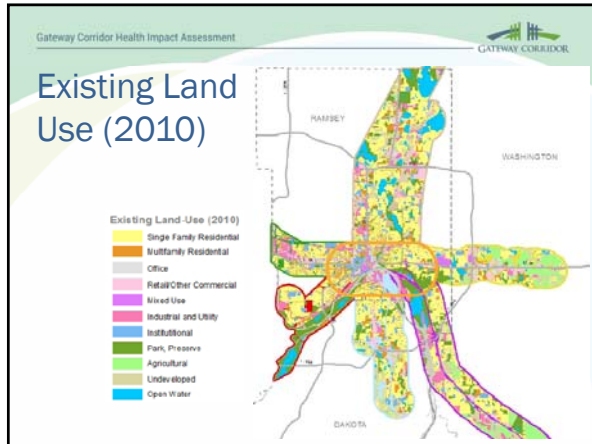 Gateway Corridor Health Impact Assessment
GATEWAY CORRIDOR
Existing Land
Use (2010)
RAMSEY
WASHINGTON
DAKOTA
Existing Land-Use (2010)
Single Family Residential
Multifamily Residential
Office
Retail/Other Commercial
Mixed Use
Industrial and Utility
Institutional
Park, Preserve
Agricultural
Undeveloped
Open Water